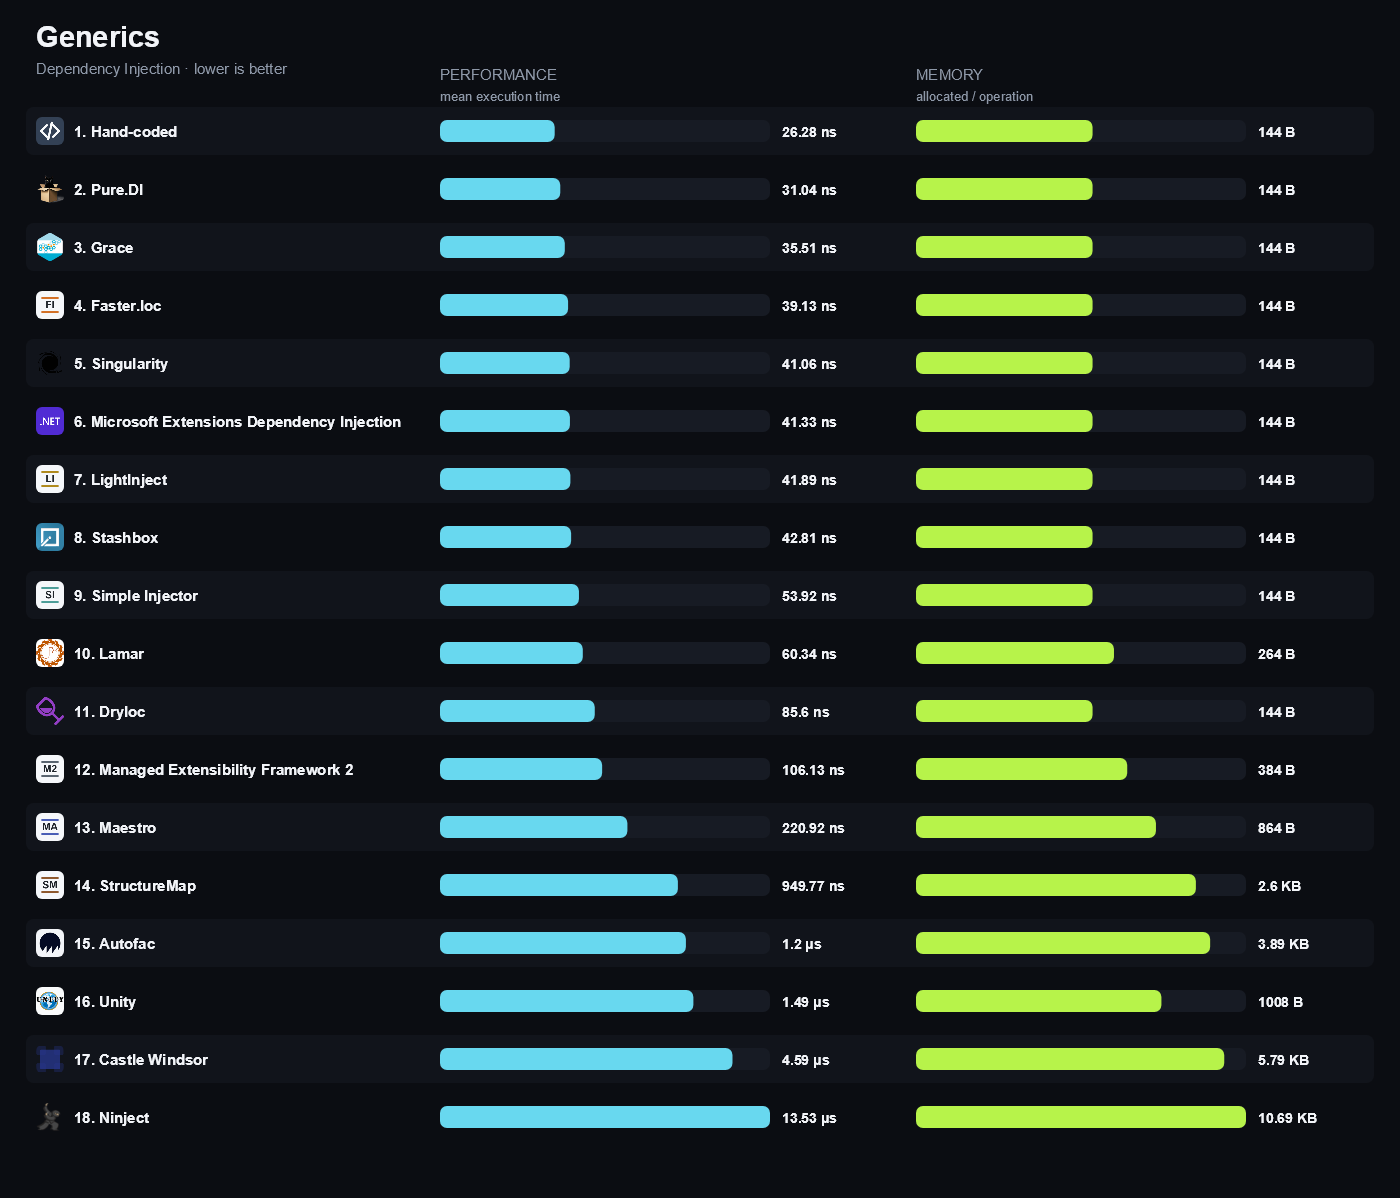 Generics
Dependency Injection · lower is better
PERFORMANCE
mean execution time
MEMORY
allocated / operation
1. Hand-coded 26.28 ns 144 B
2. Pure.DI 31.04 ns 144 B
3. Grace 35.51 ns 144 B
FI 4. Faster.Ioc 39.13 ns 144 B
5. Singularity 41.06 ns 144 B
.NET 6. Microsoft Extensions Dependency Injection 41.33 ns 144 B
LI 7. LightInject 41.89 ns 144 B
8. Stashbox 42.81 ns 144 B
SI 9. Simple Injector 53.92 ns 144 B
10. Lamar 60.34 ns 264 B
11. DryIoc 85.6 ns 144 B
M2 12. Managed Extensibility Framework 2 106.13 ns 384 B
MA 13. Maestro 220.92 ns 864 B
SM 14. StructureMap 949.77 ns 2.6 KB
15. Autofac 1.2 µs 3.89 KB
UNITY 16. Unity 1.49 µs 1008 B
17. Castle Windsor 4.59 µs 5.79 KB
18. Ninject 13.53 µs 10.69 KB